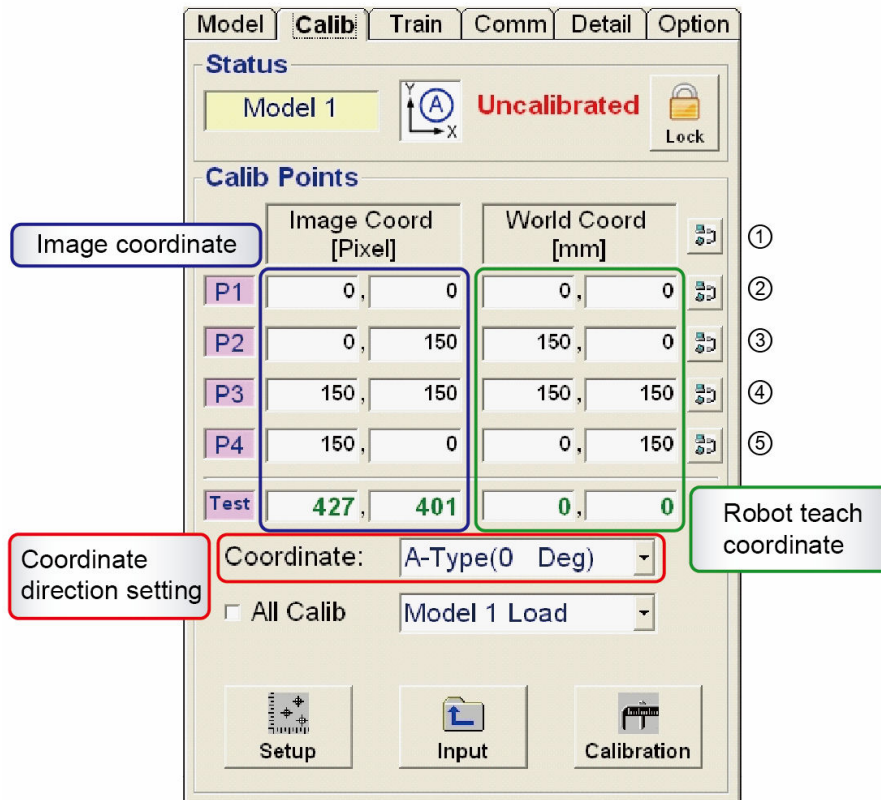 Model Calib Train Comm Detail Option
Status
Model 1 Y A X Uncalibrated Lock
Calib Points
Image coordinate
Image Coord
[Pixel]
World Coord
[mm]
①
P1 0, 0 0, 0 ②
P2 0, 150 150, 0 ③
P3 150, 150 150, 150 ④
P4 150, 0 0, 150 ⑤
Test 427, 401 0, 0
Robot teach
coordinate
Coordinate
direction setting
Coordinate: A-Type(0 Deg)
All Calib Model 1 Load
Setup Input Calibration